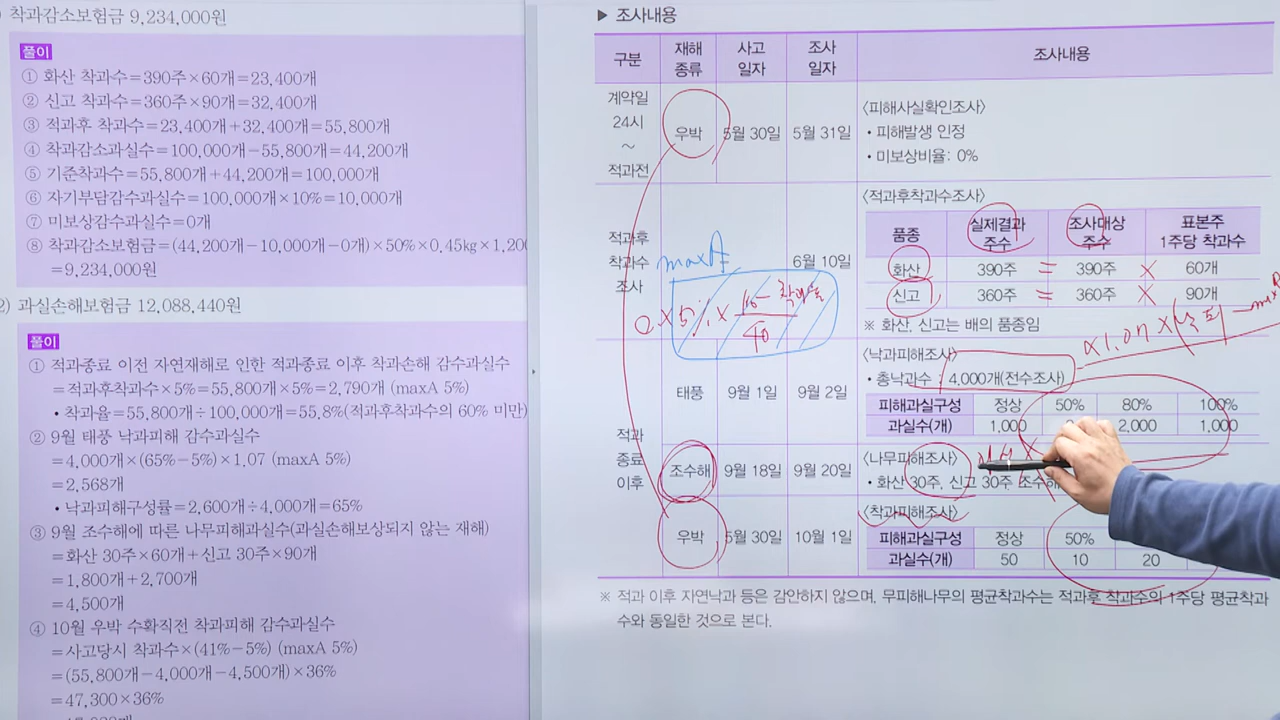 착과감소보험금 9,234,000원
풀이
① 화산 착과수=390주×60개=23,400개
② 신고 착과수=360주×90개=32,400개
③ 적과후 착과수=23,400개+32,400개=55,800개
④ 착과감소과실수=100,000개-55,800개=44,200개
⑤ 기준착과수=55,800개+44,200개=100,000개
⑥ 자기부담감수과실수=100,000개×10%=10,000개
⑦ 미보상감수과실수=0개
⑧ 착과감소보험금=(44,200개-10,000개-0개)×50%×0.45kg×1,200
=9,234,000원
2) 과실손해보험금 12,088,440원
풀이
① 적과종료 이전 자연재해로 인한 적과종료 이후 착과손해 감수과실수
=적과후착과수×5%=55,800개×5%=2,790개 (maxA 5%)
• 착과율=55,800개÷100,000개=55.8%(적과후착과수의 60% 미만)
② 9월 태풍 낙과피해 감수과실수
=4,000개×(65%-5%)×1.07 (maxA 5%)
=2,568개
• 낙과피해구성률=2,600개÷4,000개=65%
③ 9월 조수해에 따른 나무피해과실수(과실손해보상되지 않는 재해)
=화산 30주×60개+신고 30주×90개
=1,800개+2,700개
=4,500개
④ 10월 우박 수확직전 착과피해 감수과실수
=사고당시 착과수×(41%-5%) (maxA 5%)
=(55,800개-4,000개-4,500개)×36%
=47,300×36%
▶ 조사내용
구분 재해 종류 사고 일자 조사 일자 조사내용
계약일 24시 ~ 적과전 우박 5월 30일 5월 31일
〈피해사실확인조사〉
• 피해발생 인정
• 미보상비율: 0%
적과후 착과수 조사 6월 10일
〈적과후착과수조사〉
품종 실제결과 주수 조사대상 주수 표본주 1주당 착과수
화산 390주 = 390주 × 60개
신고 360주 = 360주 × 90개
※ 화산, 신고는 배의 품종임
maxA
적과 종료 이후
태풍 9월 1일 9월 2일
〈낙과피해조사〉
• 총낙과수 : 4,000개(전수조사)
피해과실구성 정상 50% 80% 100%
과실수(개) 1,000 2,000 1,000
조수해 9월 18일 9월 20일
〈나무피해조사〉
• 화산 30주, 신고 30주 조수해
우박 5월 30일 10월 1일
〈착과피해조사〉
피해과실구성 정상 50%
과실수(개) 50 10 20
※ 적과 이후 자연낙과 등은 감안하지 않으며, 무피해나무의 평균착과수는 적과후 착과수의 1주당 평균착과
수와 동일한 것으로 본다.